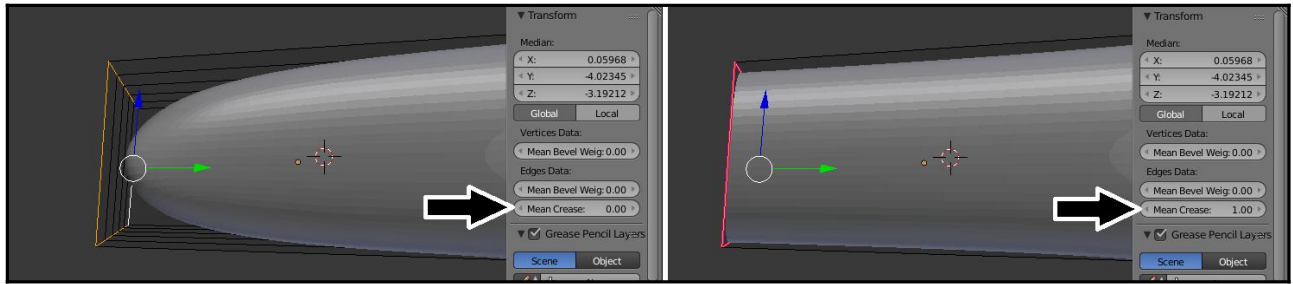 ▼ Transform
Median:
X: 0.05968
Y: -4.02345
Z: -3.19212
Global Local
Vertices Data:
Mean Bevel Weig: 0.00
Edges Data:
Mean Bevel Weig: 0.00
Mean Crease: 0.00
▼ Grease Pencil Layers
Scene Object
▼ Transform
Median:
X: 0.05968
Y: -4.02345
Z: -3.19212
Global Local
Vertices Data:
Mean Bevel Weig: 0.00
Edges Data:
Mean Bevel Weig: 0.00
Mean Crease: 1.00
▼ Grease Pencil Layers
Scene Object